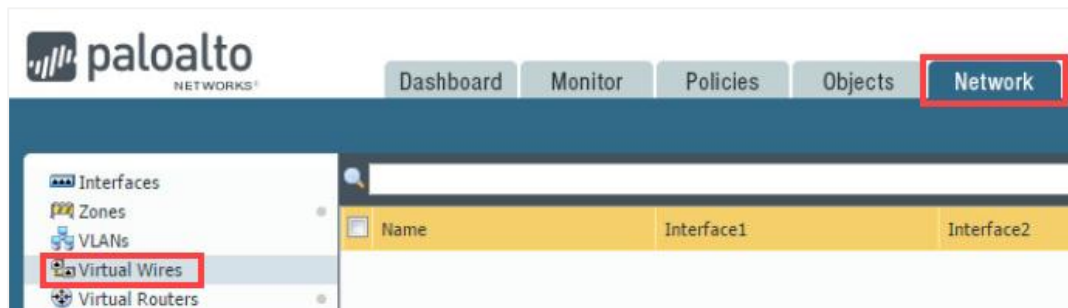 paloalto
NETWORKS®
Dashboard Monitor Policies Objects Network
Interfaces
Zones
VLANs
Virtual Wires
Virtual Routers
Name Interface1 Interface2